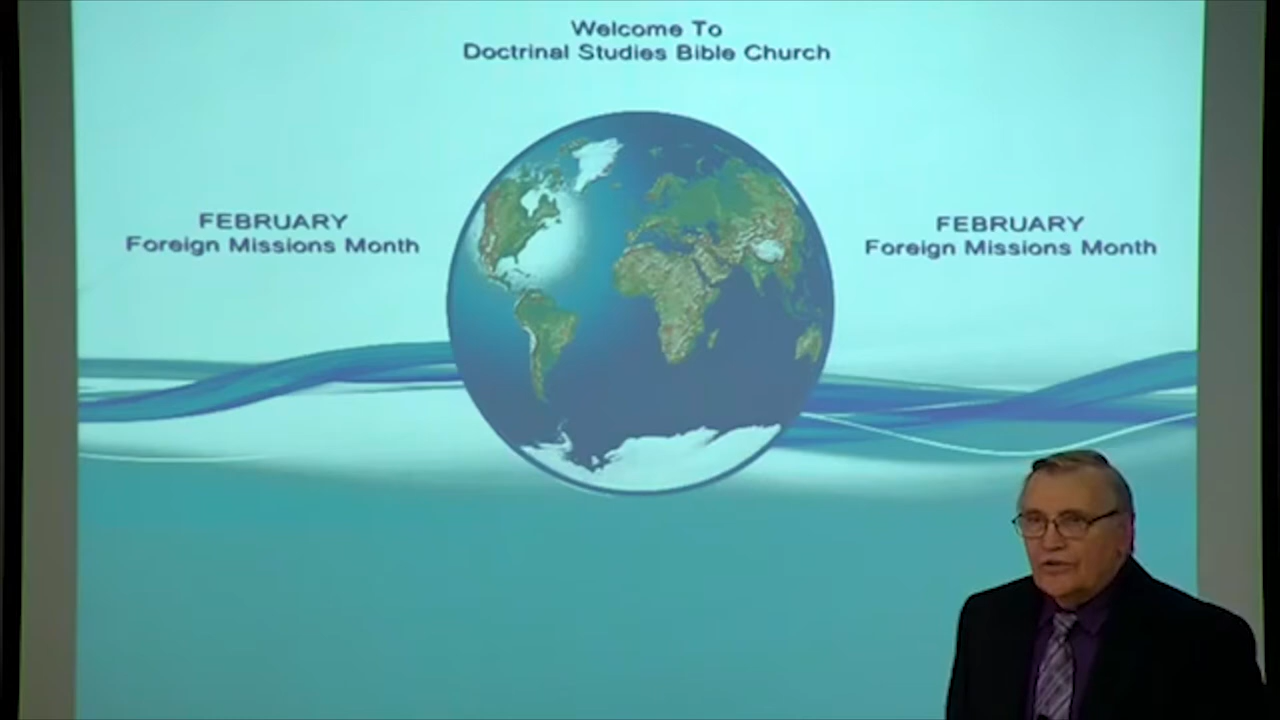 Welcome To
Doctrinal Studies Bible Church
FEBRUARY
Foreign Missions Month
FEBRUARY
Foreign Missions Month